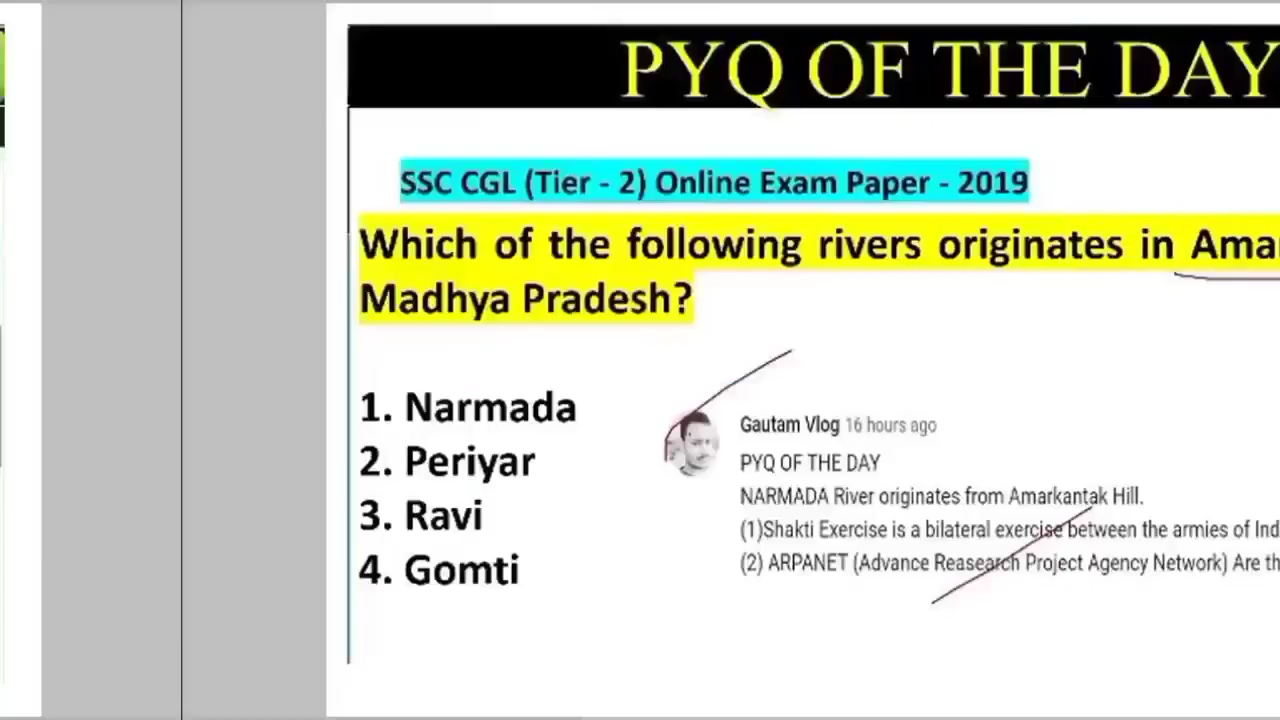 PYQ OF THE DAY
SSC CGL (Tier - 2) Online Exam Paper - 2019
Which of the following rivers originates in
Madhya Pradesh?
1. Narmada
2. Periyar
3. Ravi
4. Gomti
Gautam Vlog 16 hours ago
PYQ OF THE DAY
NARMADA River originates from Amarkantak Hill.
(1)Shakti Exercise is a bilateral exercise between the armies of
(2) ARPANET (Advance Reasearch Project Agency Network) Are